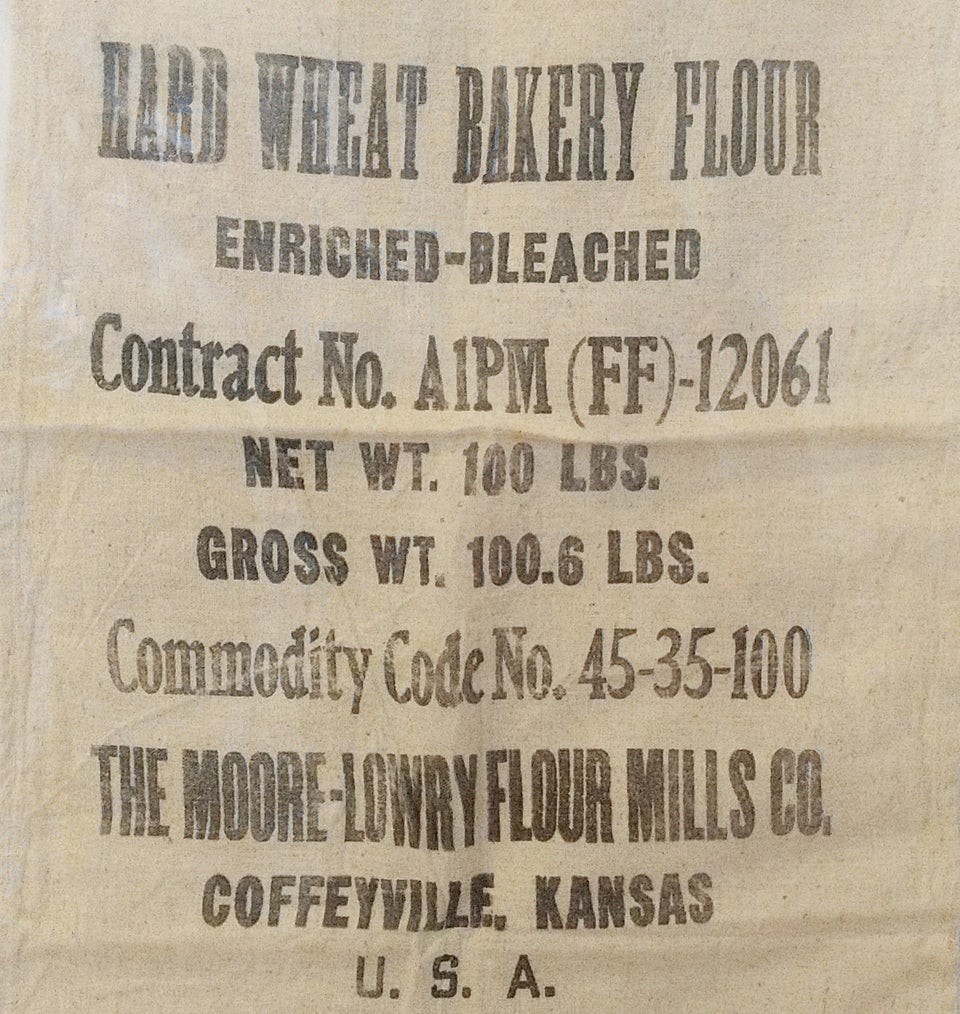 HARD WHEAT BAKERY FLOUR
ENRICHED-BLEACHED
Contract No. A1PM (FF)-12061
NET WT. 100 LBS.
GROSS WT. 100.6 LBS.
Commodity Code No. 45-35-100
THE MOORE-LOWRY FLOUR MILLS CO.
COFFEYVILLE, KANSAS
U. S. A.